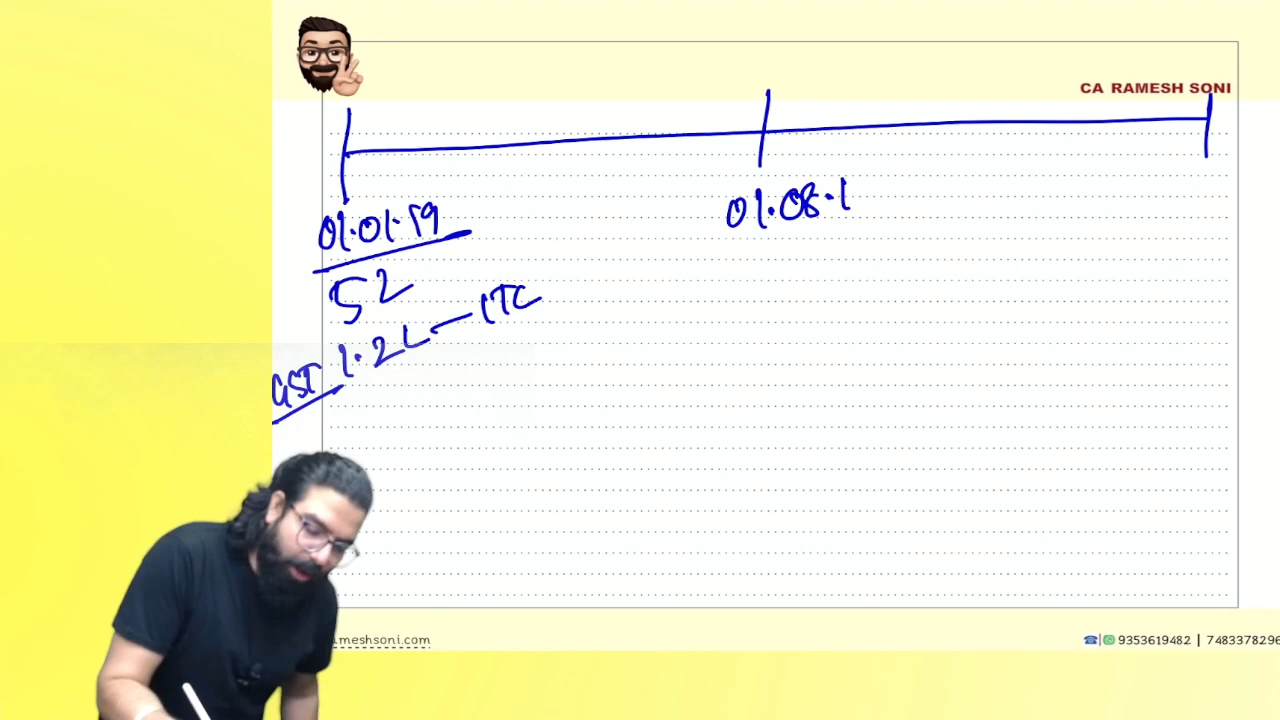 CA RAMESH SONI
01.01.19
01.08.1
52
GST 1.2L — ITC
meshsoni.com
9353619482 | 7483378296